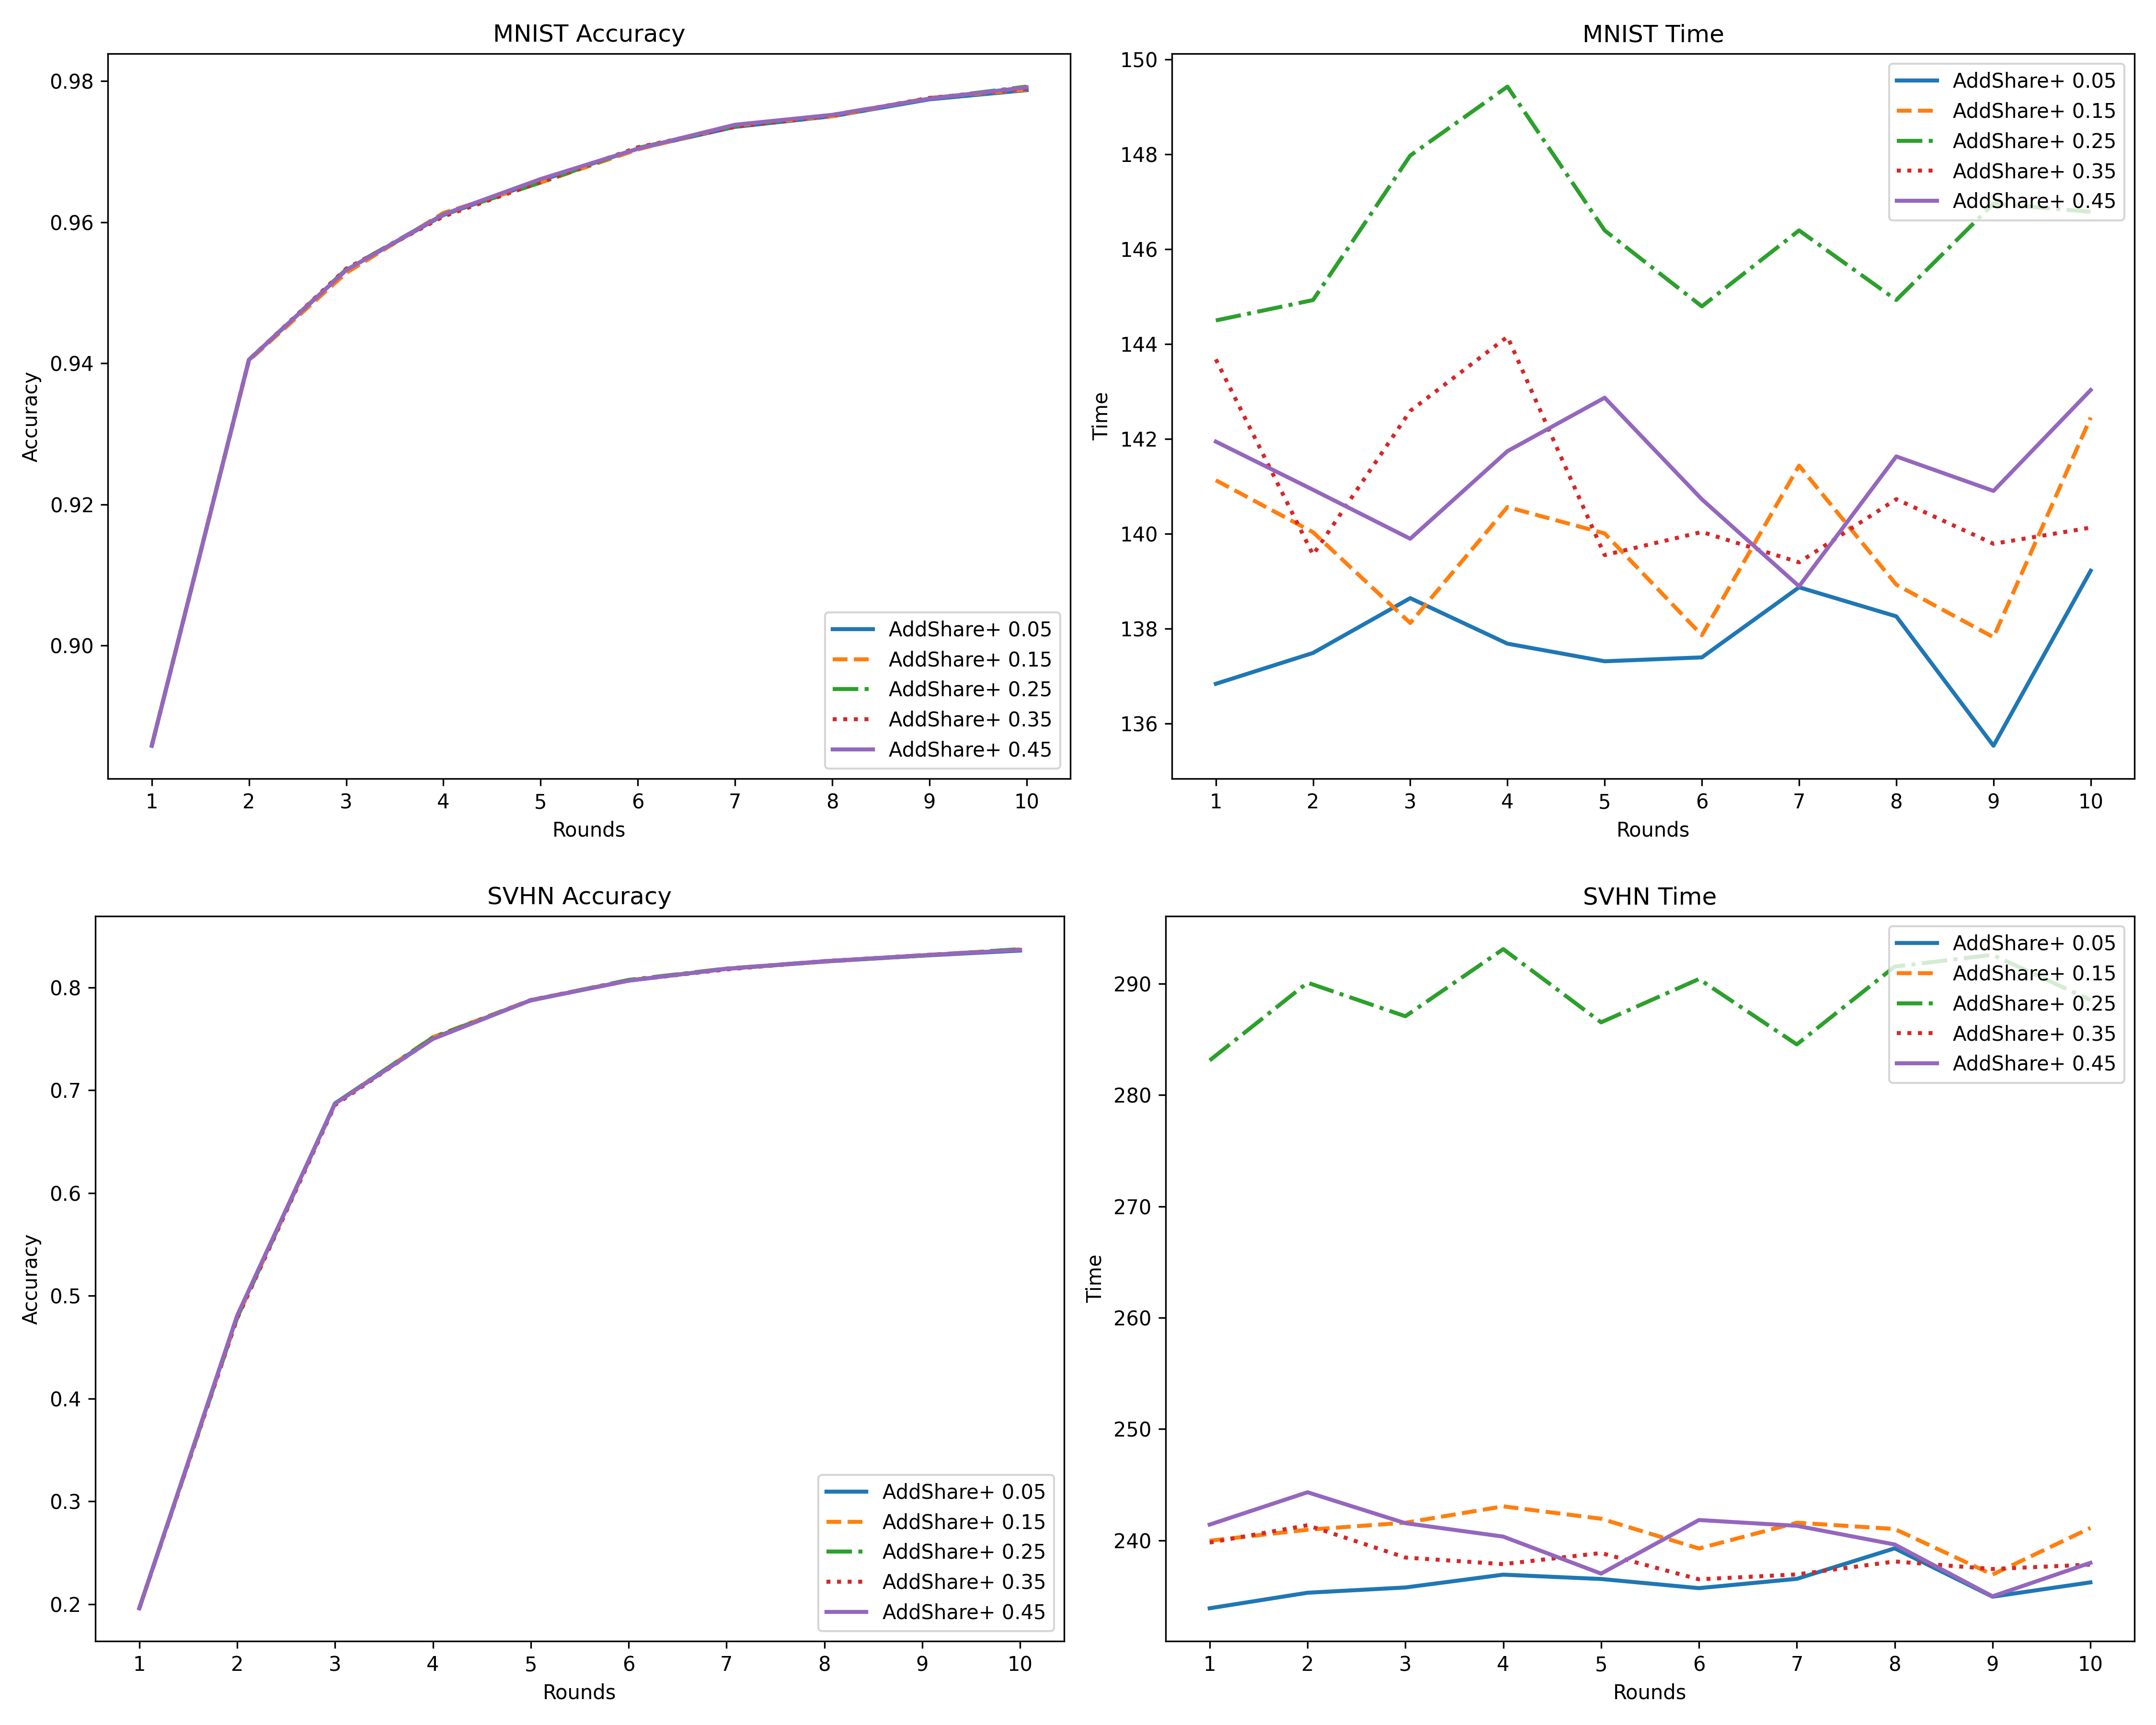 MNIST Accuracy
0.98
0.96
0.94
0.92
0.90
Accuracy
AddShare+ 0.05
AddShare+ 0.15
AddShare+ 0.25
AddShare+ 0.35
AddShare+ 0.45
1 2 3 4 5 6 7 8 9 10
Rounds
MNIST Time
150
148
146
144
142
140
138
136
Time
AddShare+ 0.05
AddShare+ 0.15
AddShare+ 0.25
AddShare+ 0.35
AddShare+ 0.45
1 2 3 4 5 6 7 8 9 10
Rounds
SVHN Accuracy
0.8
0.7
0.6
0.5
0.4
0.3
0.2
Accuracy
AddShare+ 0.05
AddShare+ 0.15
AddShare+ 0.25
AddShare+ 0.35
AddShare+ 0.45
1 2 3 4 5 6 7 8 9 10
Rounds
SVHN Time
290
280
270
260
250
240
Time
AddShare+ 0.05
AddShare+ 0.15
AddShare+ 0.25
AddShare+ 0.35
AddShare+ 0.45
1 2 3 4 5 6 7 8 9 10
Rounds